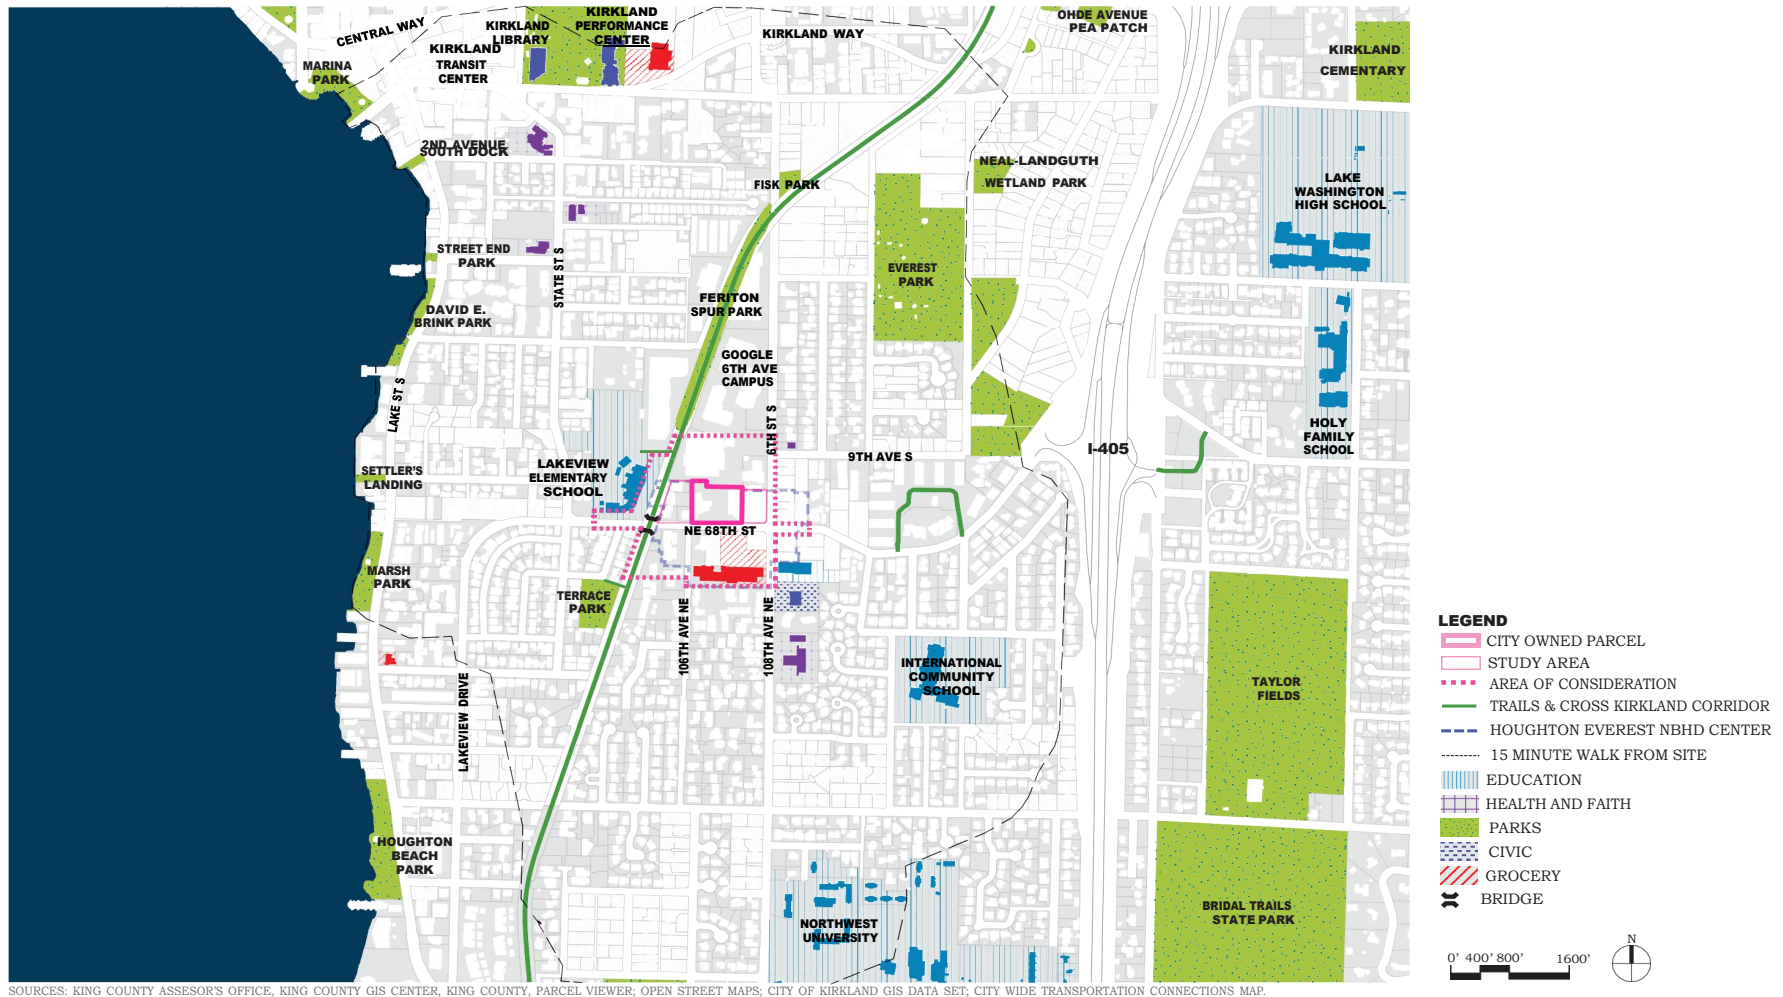 CENTRAL WAY
KIRKLAND
LIBRARY
KIRKLAND
PERFORMANCE
CENTER
KIRKLAND
TRANSIT
CENTER
KIRKLAND WAY
OHDE AVENUE
PEA PATCH
KIRKLAND
CEMENTARY
MARINA
PARK
2ND AVENUE
SOUTH DOCK
NEAL-LANDGUTH
WETLAND PARK
FISK PARK
LAKE
WASHINGTON
HIGH SCHOOL
STREET END
PARK
STATE ST S
EVEREST
PARK
DAVID E.
BRINK PARK
FERITON
SPUR PARK
GOOGLE
6TH AVE
CAMPUS
LAKE ST S
6TH ST S
HOLY
FAMILY
SCHOOL
9TH AVE S
I-405
SETTLER'S
LANDING
LAKEVIEW
ELEMENTARY
SCHOOL
NE 68TH ST
MARSH
PARK
TERRACE
PARK
106TH AVE NE
108TH AVE NE
LAKEVIEW DRIVE
INTERNATIONAL
COMMUNITY
SCHOOL
TAYLOR
FIELDS
HOUGHTON
BEACH
PARK
NORTHWEST
UNIVERSITY
BRIDAL TRAILS
STATE PARK
LEGEND
CITY OWNED PARCEL
STUDY AREA
AREA OF CONSIDERATION
TRAILS & CROSS KIRKLAND CORRIDOR
HOUGHTON EVEREST NBHD CENTER
15 MINUTE WALK FROM SITE
EDUCATION
HEALTH AND FAITH
PARKS
CIVIC
GROCERY
BRIDGE
N
0' 400' 800' 1600'
SOURCES: KING COUNTY ASSESOR'S OFFICE, KING COUNTY GIS CENTER, KING COUNTY, PARCEL VIEWER; OPEN STREET MAPS; CITY OF KIRKLAND GIS DATA SET; CITY WIDE TRANSPORTATION CONNECTIONS MAP.